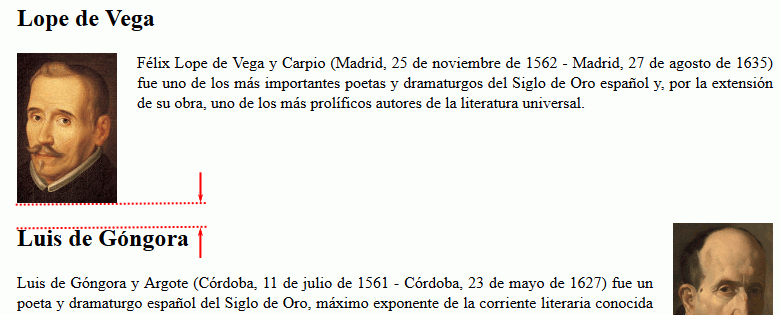 Lope de Vega
Félix Lope de Vega y Carpio (Madrid, 25 de noviembre de 1562 - Madrid, 27 de agosto de 1635)
fue uno de los más importantes poetas y dramaturgos del Siglo de Oro español y, por la extensión
de su obra, uno de los más prolíficos autores de la literatura universal.
Luis de Góngora
Luis de Góngora y Argote (Córdoba, 11 de julio de 1561 - Córdoba, 23 de mayo de 1627) fue un
poeta y dramaturgo español del Siglo de Oro, máximo exponente de la corriente literaria conocida